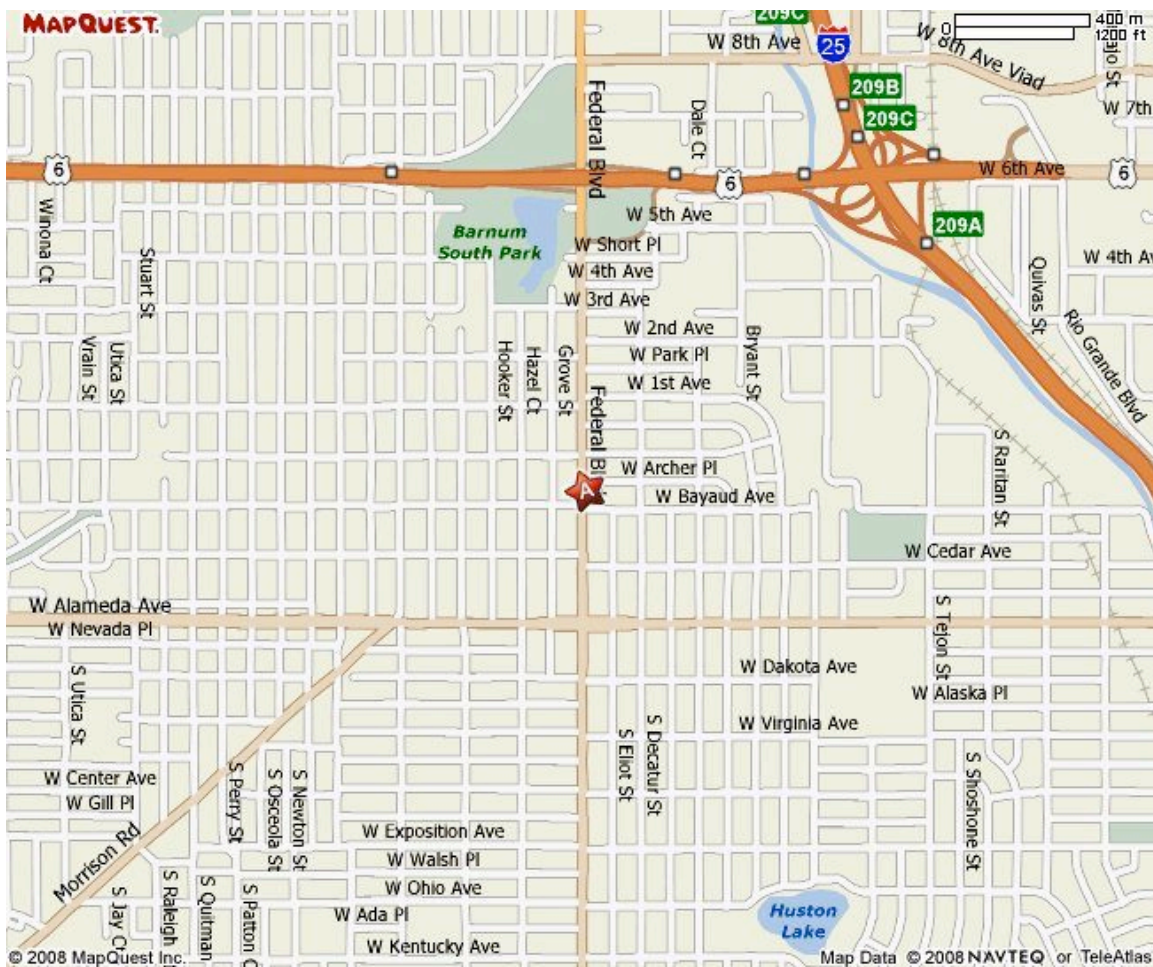 MAPQUEST.
209C
400 m
0
1200 ft
W 8th Ave
25
W 8th Ave Viad
209B
W 7th
209C
Federal Blvd
Dale Ct
6
6
W 6th Ave
6
Winona Ct
Stuart St
Barnum
South Park
W 5th Ave
W Short Pl
209A
W 4th Ave
W 4th Av
Quivas St
W 3rd Ave
W 2nd Ave
Bryant St
Rio Grande Blvd
Vrain St
Utica St
Hooker St
Hazel Ct
Grove St
W Park Pl
W 1st Ave
Federal Bl
S Raritan St
W Archer Pl
A
W Bayaud Ave
W Cedar Ave
W Alameda Ave
W Nevada Pl
S Tejon St
S Utica St
W Dakota Ave
W Alaska Pl
S Decatur St
W Virginia Ave
S Eliot St
W Center Ave
W Gill Pl
S Perry St
S Osceola St
S Newton St
S Shoshone St
Morrison Rd
W Exposition Ave
W Walsh Pl
W Ohio Ave
S Jay C
S Raleigh
S Quitman
S Patton C
W Ada Pl
Huston
Lake
W Kentucky Ave
© 2008 MapQuest Inc.
Map Data © 2008 NAVTEQ or TeleAtlas